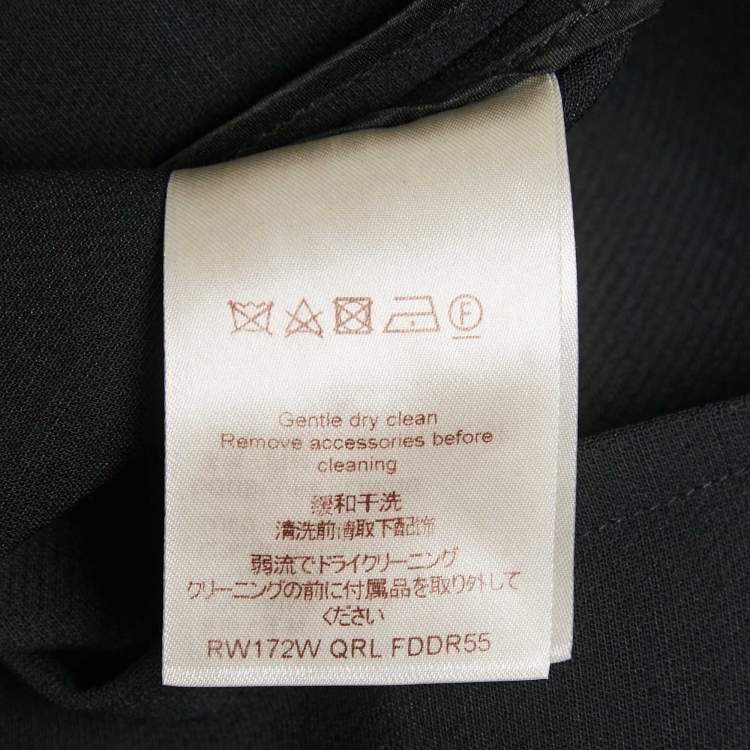 F
Gentle dry clean
Remove accessories before
cleaning
缓和干洗
清洗前请取下配饰
弱流でドライクリーニング
クリーニングの前に付属品を取り外して
ください
RW172W QRL FDDR55